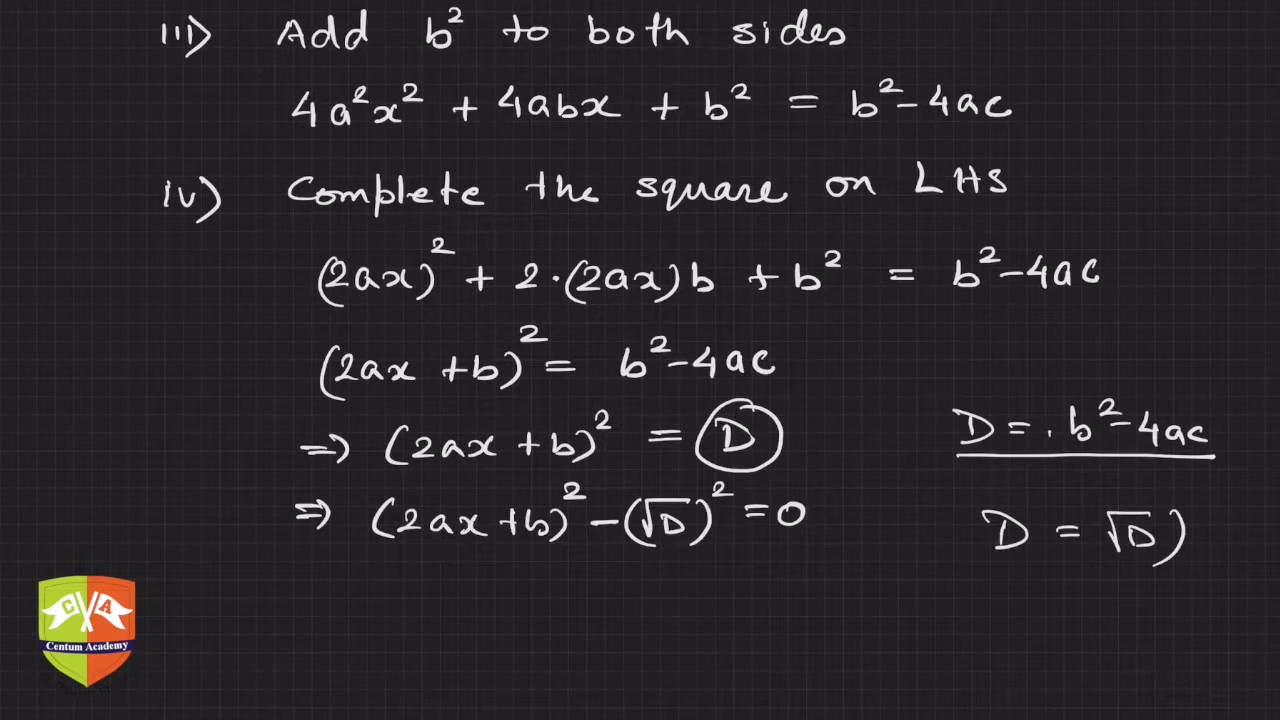 iii) Add b² to both sides
4a²x² + 4abx + b² = b²-4ac
iv) Complete the square on LHS
(2ax)² + 2·(2ax)b + b² = b²-4ac
(2ax+b)² = b²-4ac
⇒ (2ax+b)² = D
D = . b²-4ac
⇒ (2ax+b)² - (√D)² = 0
D = √D)
C A
Centum Academy